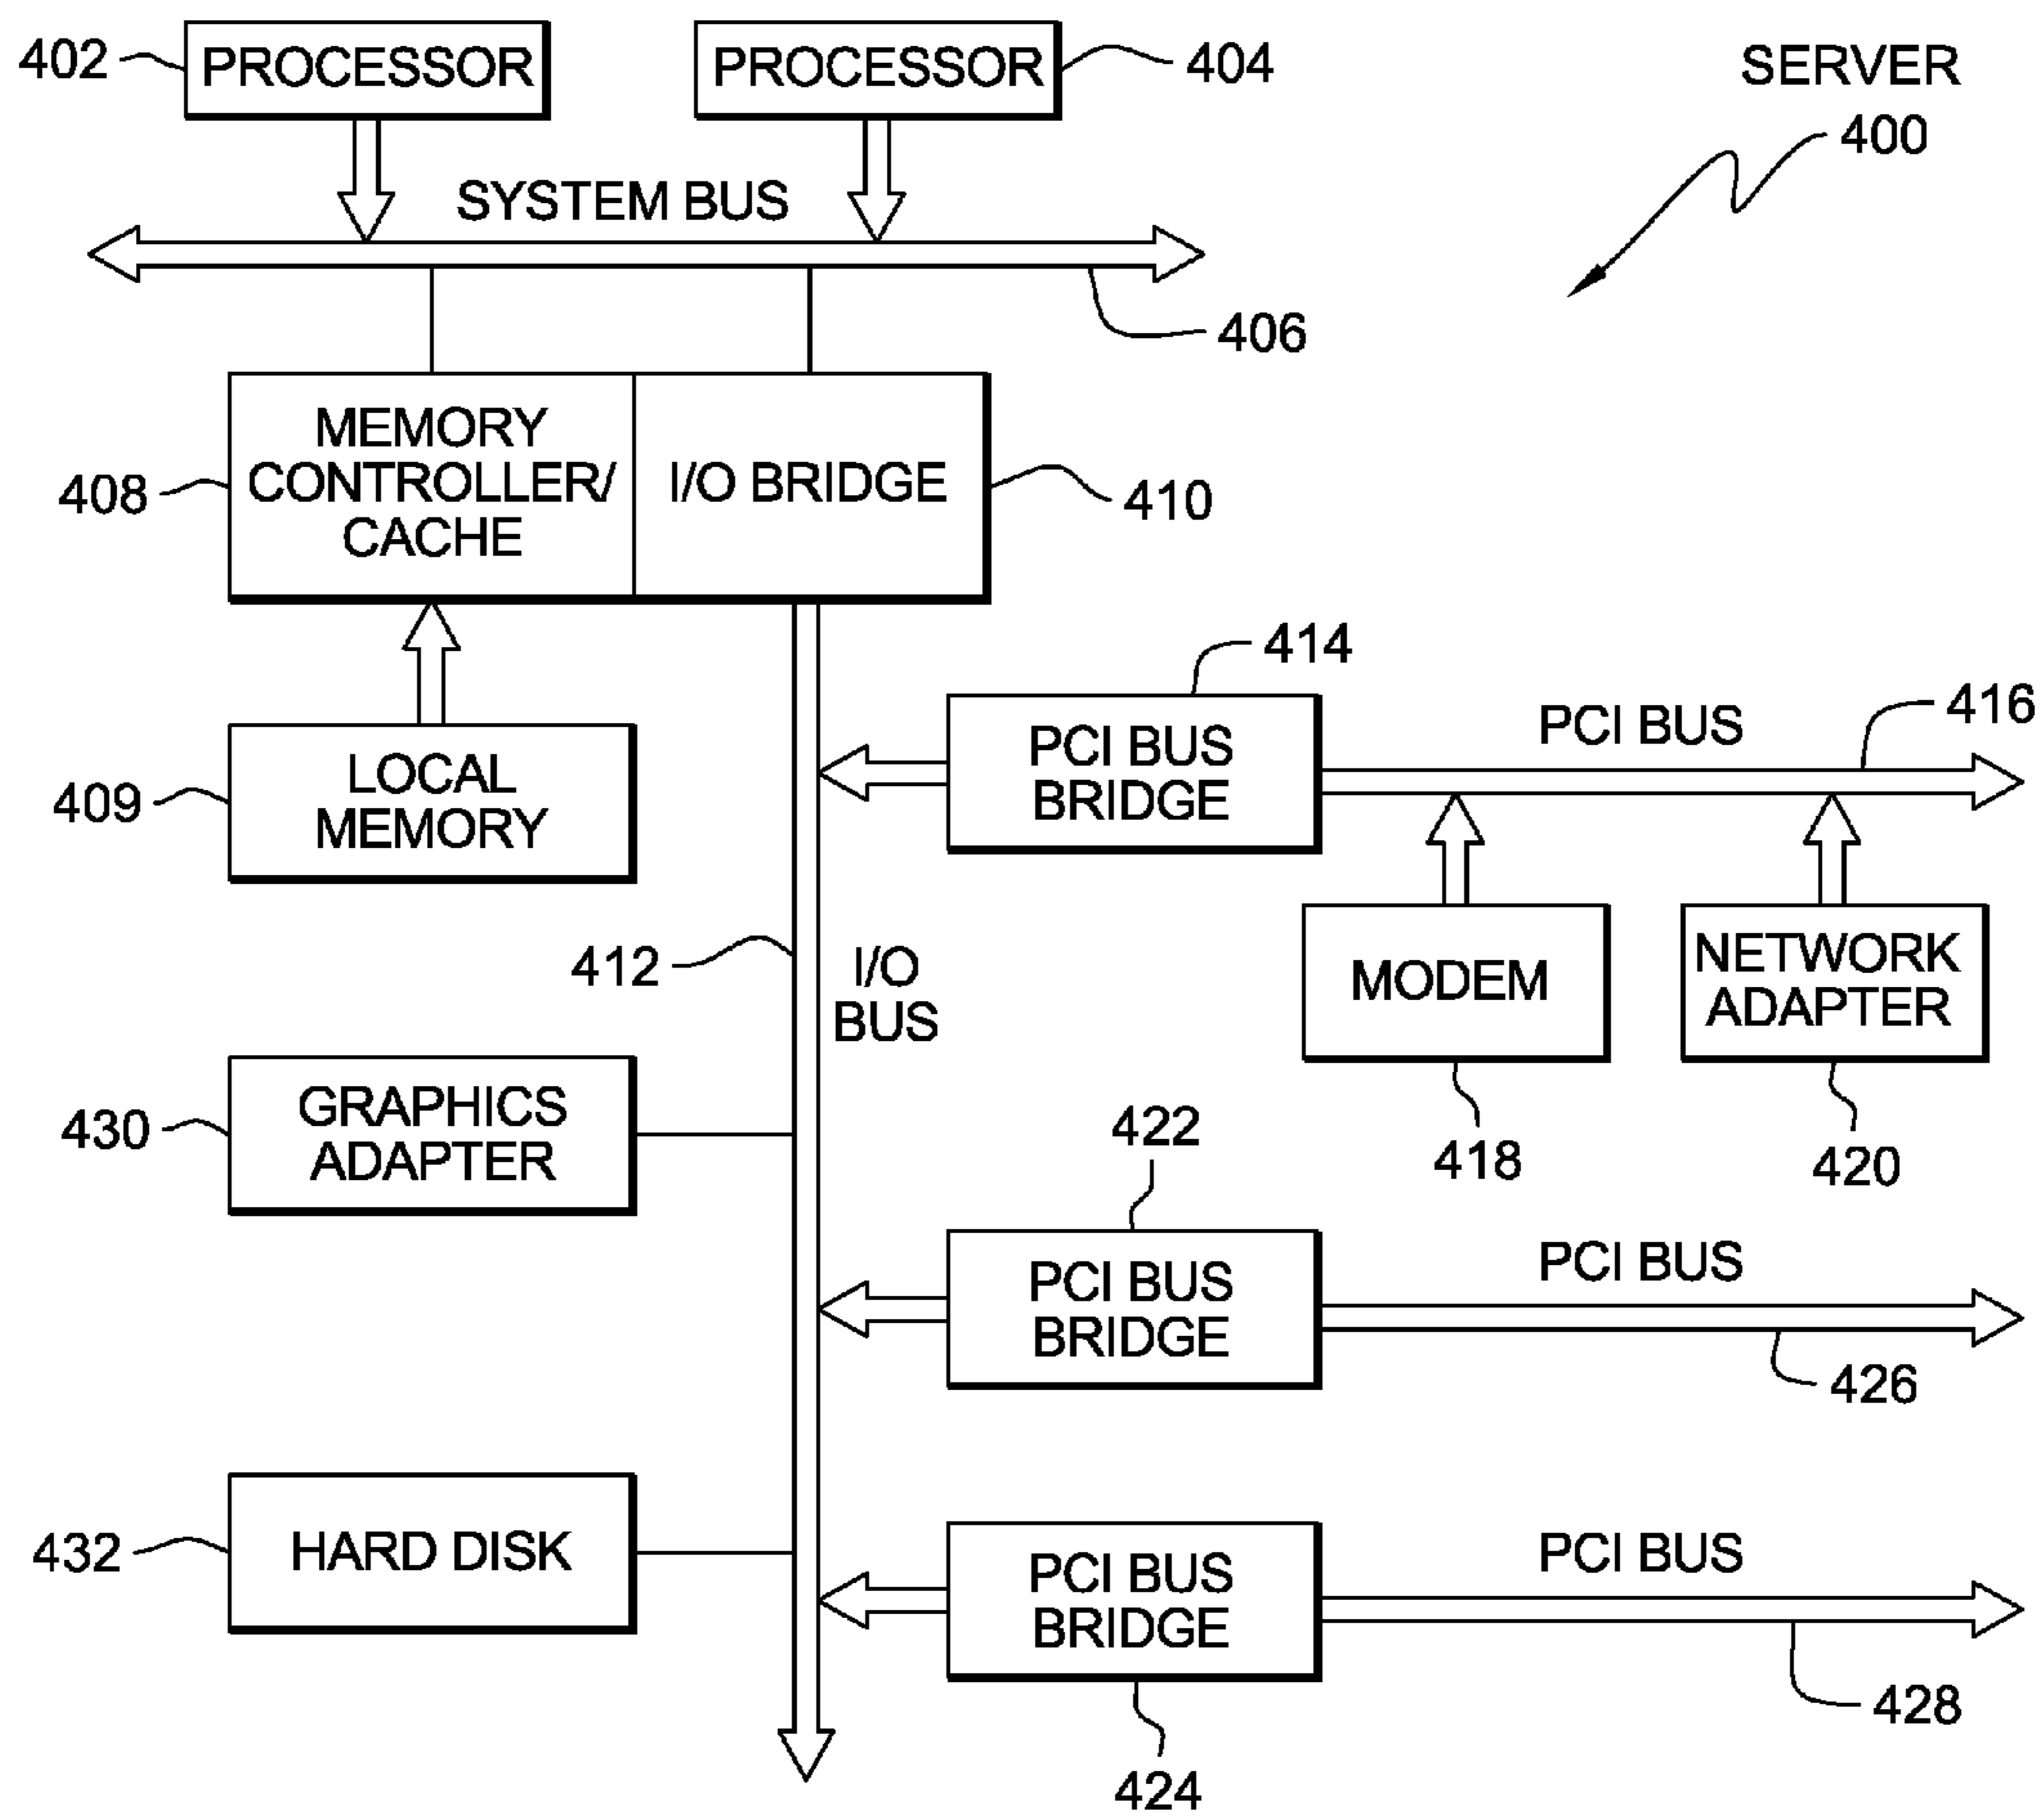 402
PROCESSOR
PROCESSOR
404
SERVER
400
SYSTEM BUS
406
408
MEMORY
CONTROLLER/
CACHE
I/O BRIDGE
410
414
409
LOCAL
MEMORY
PCI BUS
BRIDGE
PCI BUS
416
412
I/O
BUS
MODEM
NETWORK
ADAPTER
418
420
430
GRAPHICS
ADAPTER
422
PCI BUS
BRIDGE
PCI BUS
426
432
HARD DISK
PCI BUS
BRIDGE
PCI BUS
428
424